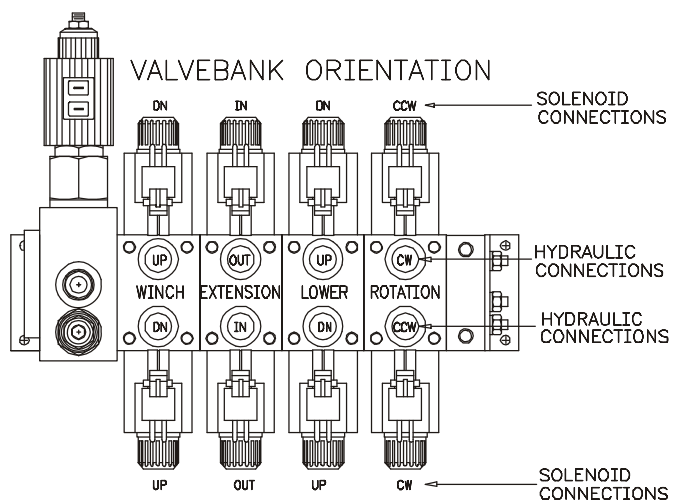 VALVEBANK ORIENTATION
DN IN DN CCW
SOLENOID
CONNECTIONS
UP OUT UP CW
HYDRAULIC
CONNECTIONS
WINCH EXTENSION LOWER ROTATION
DN IN DN CCW
HYDRAULIC
CONNECTIONS
UP OUT UP CW
SOLENOID
CONNECTIONS